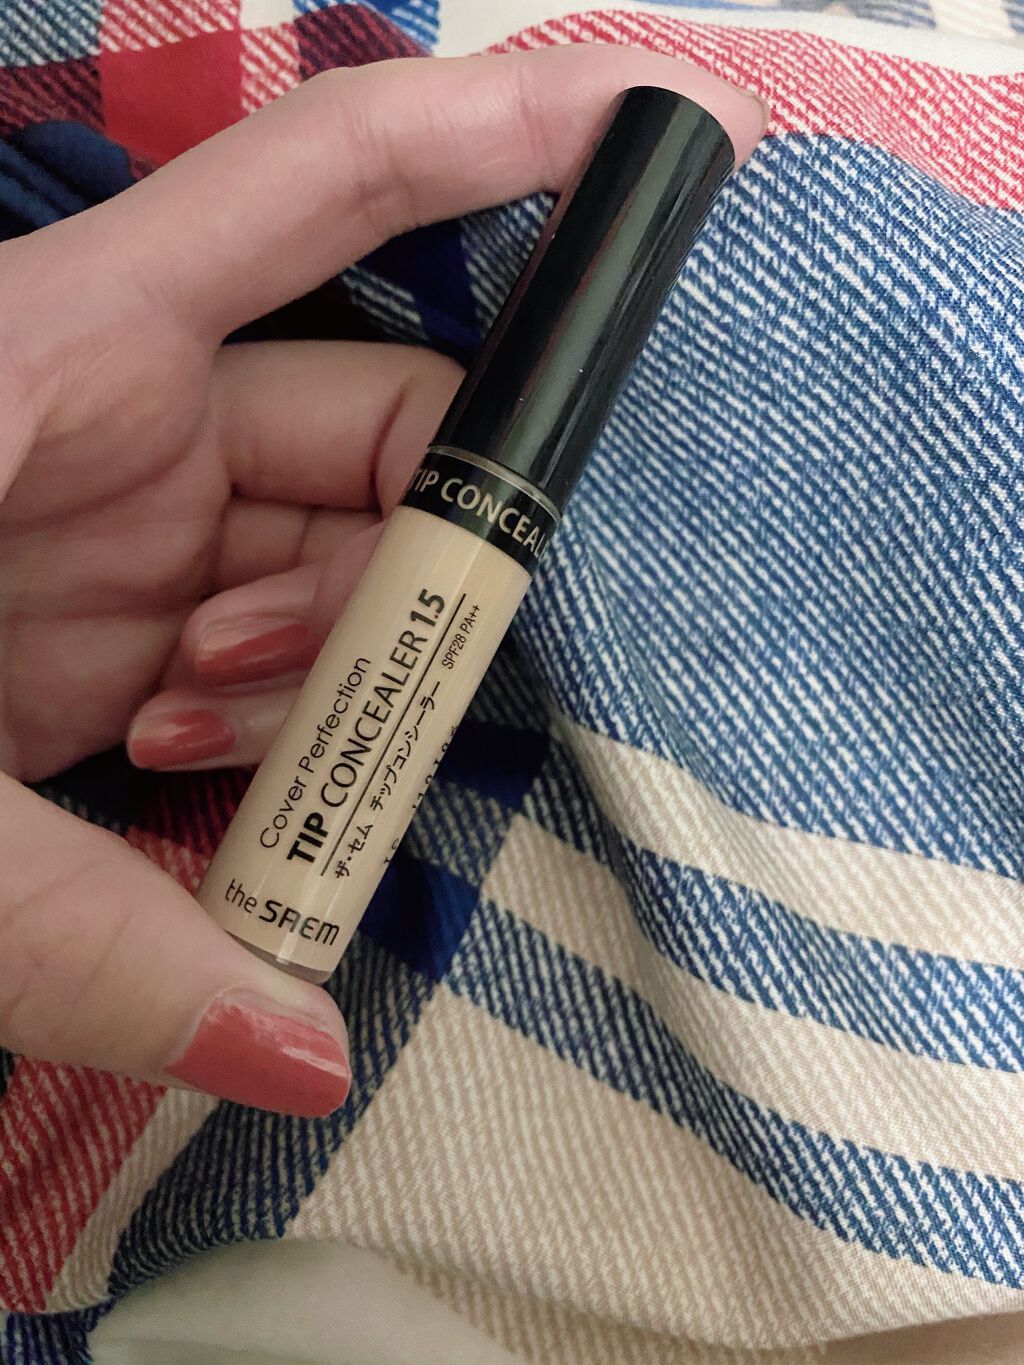 TIP CONCEAL
Cover Perfection
TIP CONCEALER 1.5
ザ・セム チップコンシーラー SPF28 PA++
the SAEM